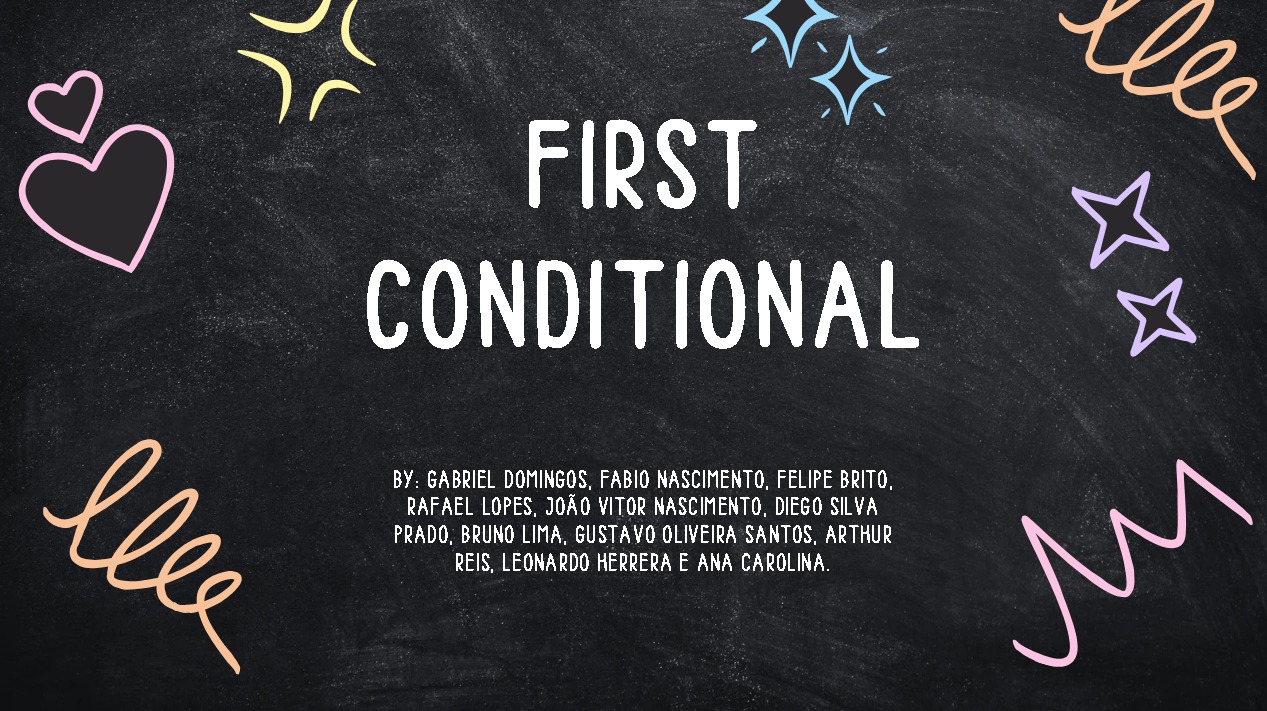 FIRST
CONDITIONAL
BY: GABRIEL DOMINGOS, FABIO NASCIMENTO, FELIPE BRITO,
RAFAEL LOPES, JOÃO VITOR NASCIMENTO, DIEGO SILVA
PRADO, BRUNO LIMA, GUSTAVO OLIVEIRA SANTOS, ARTHUR
REIS, LEONARDO HERRERA E ANA CAROLINA.